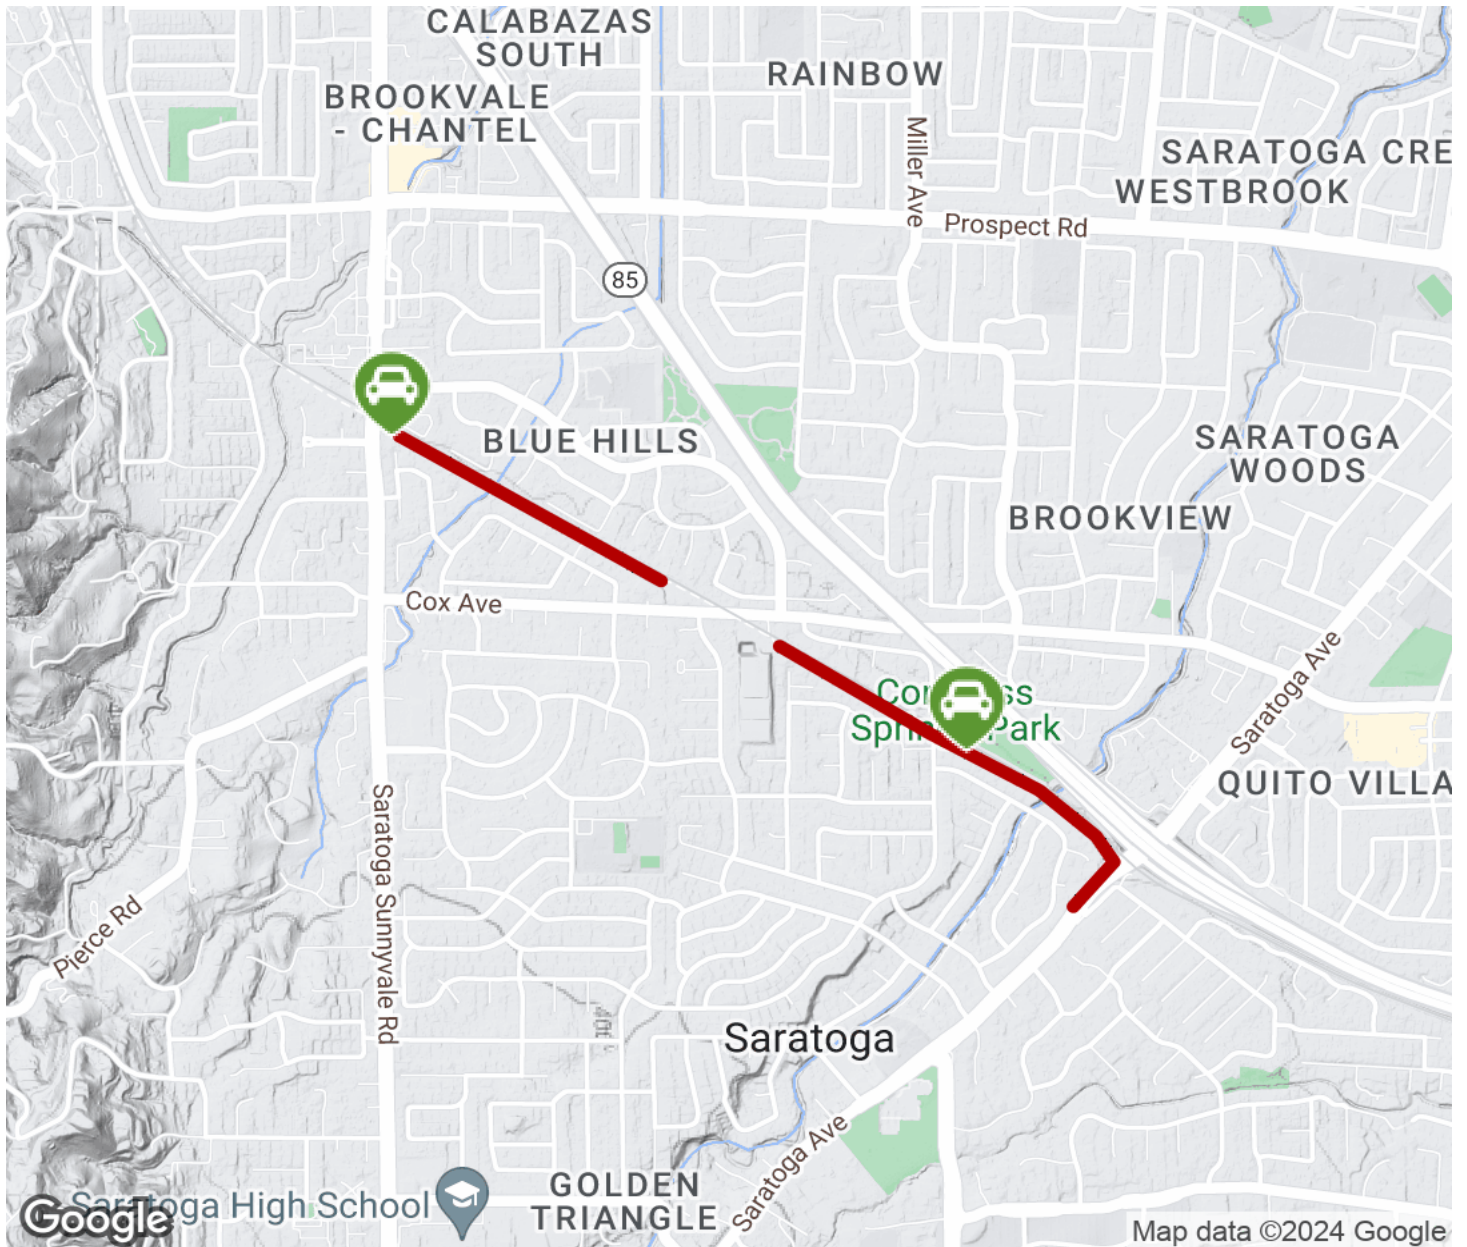 CALABAZAS
SOUTH
RAINBOW
BROOKVALE
- CHANTEL
Miller Ave
SARATOGA CRE
WESTBROOK
Prospect Rd
85
BLUE HILLS
SARATOGA
WOODS
BROOKVIEW
Cox Ave
Saratoga Ave
Park
QUITO VILLA
Saratoga Sunnyvale Rd
Pierce Rd
Saratoga
Saratoga Ave
GOLDEN
TRIANGLE
Saratoga High School
Google
Map data ©2024 Google